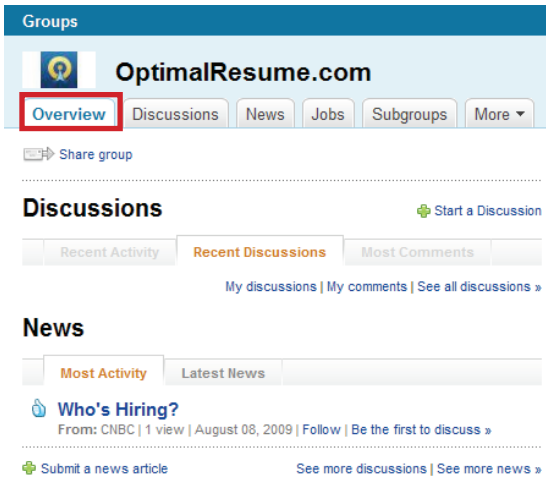 Groups
OptimalResume.com
Overview Discussions News Jobs Subgroups More
Share group
Discussions Start a Discussion
Recent Activity Recent Discussions Most Comments
My discussions | My comments | See all discussions »
News
Most Activity Latest News
Who's Hiring?
From: CNBC | 1 view | August 08, 2009 | Follow | Be the first to discuss »
Submit a news article See more discussions | See more news »